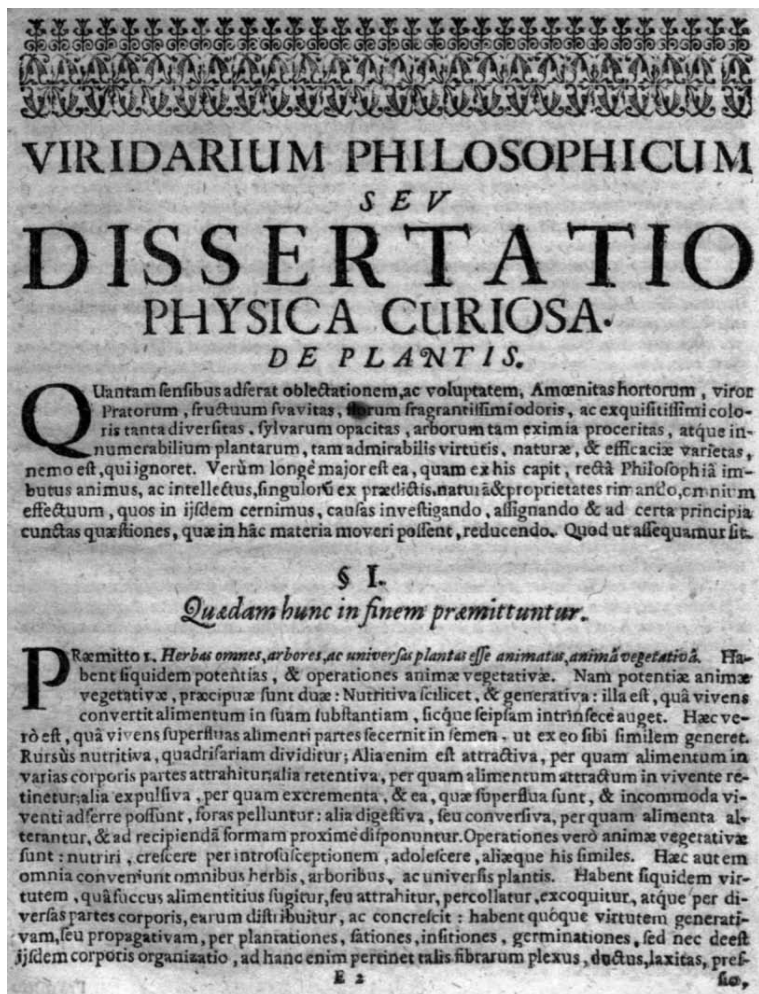 VIRIDARIUM PHILOSOPHICUM
SEV
DISSERTATIO
PHYSICA CURIOSA.
DE PLANTIS.
QUantam sensibus adferat oblectationem, ac voluptatem, Amœnitas hortorum, viror
Pratorum, fructuum svavitas, florum fragrantissimi odoris, ac exquisitissimi colo-
ris tanta diversitas, sylvarum opacitas, arborum tam eximia proceritas, atque in-
numerabilium plantarum, tam admirabilis virtutis, naturæ, & efficaciæ varietas,
nemo est, qui ignoret. Verùm longè major est ea, quam ex his capit, rectâ Philosophiâ im-
butus animus, ac intellectus, singulorũ ex prædictis naturã & proprietates rimando, omnium
effectuum, quos in ijsdem cernimus, causas investigando, assignando & ad certa principia
cunctas quæstiones, quæ in hâc materia moveri possent, reducendo. Quod ut assequamur sit.
§ I.
Quædam hunc in finem præmittuntur.
PRæmitto 1. Herbas omnes, arbores, ac universas plantas esse animatas, animâ vegetativâ. Ha-
bent siquidem potentias, & operationes animæ vegetativæ. Nam potentiæ animæ
vegetativæ, præcipuæ sunt duæ: Nutritiva scilicet, & generativa: illa est, quâ vivens
convertit alimentum in suam substantiam, sicque seipsam intrinsecè auget. Hæc ve-
rò est, quâ vivens superfluas alimenti partes secernit in semen, ut ex eo sibi similem generet.
Rursùs nutritiva, quadrifariam dividitur; Alia enim est attractiva, per quam alimentum in
varias corporis partes attrahitur; alia retentiva, per quam alimentum attractum in vivente re-
tinetur; alia expulsiva, per quam excrementa, & ea, quæ superflua sunt, & incommoda vi-
venti adferre possunt, foras pelluntur: alia digestiva, seu conversiva, per quam alimenta al-
terantur, & ad recipiendã formam proximè disponuntur. Operationes verò animæ vegetativæ
sunt: nutriri, crescere per introsusceptionem, adolescere, aliæque his similes. Hæc autem
omnia conveniunt omnibus herbis, arboribus, ac universis plantis. Habent siquidem vir-
tutem, quâ succus alimentitius sugitur, seu attrahitur, percollatur, excoquitur, atque per di-
versas partes corporis, earum distribuitur, ac concrescit: habent quóque virtutem generati-
vam, seu propagativam, per plantationes, sationes, insitiones, germinationes, sed nec deest
ijsdem corporis organizatio, ad hanc enim pertinet talis fibrarum plexus, ductus, laxitas, pres-
E 2
sio,